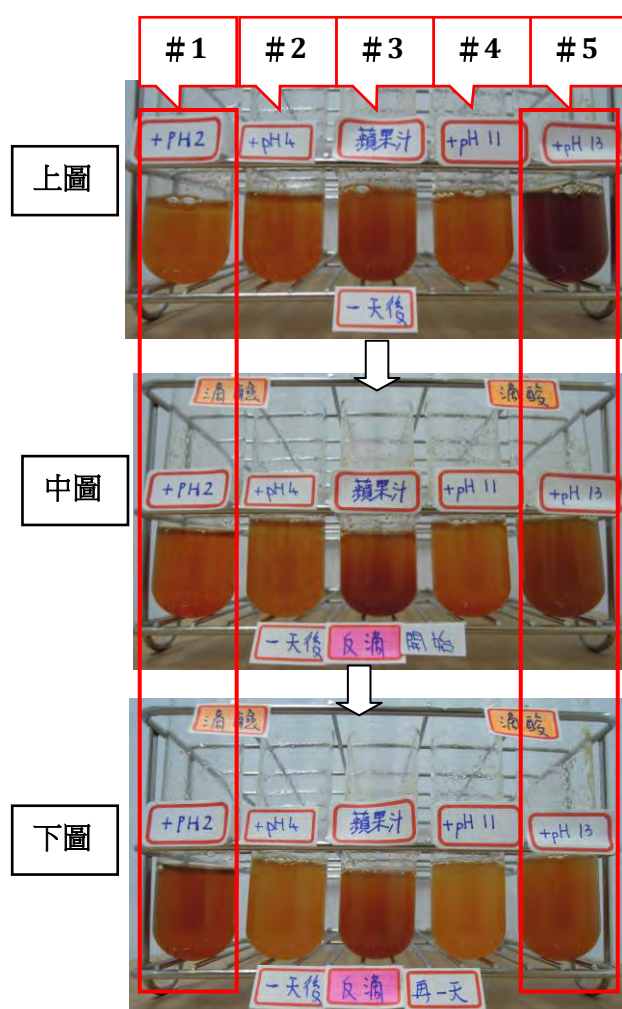 #1 #2 #3 #4 #5
上圖
+PH2 +pH4 蘋果汁 +pH 11 +pH 13
一天後
滴鹼 滴酸
中圖
+PH2 +pH4 蘋果汁 +pH 11 +pH 13
一天後 反滴 開始
滴鹼 滴酸
下圖
+PH2 +pH4 蘋果汁 +pH 11 +pH 13
一天後 反滴 再一天